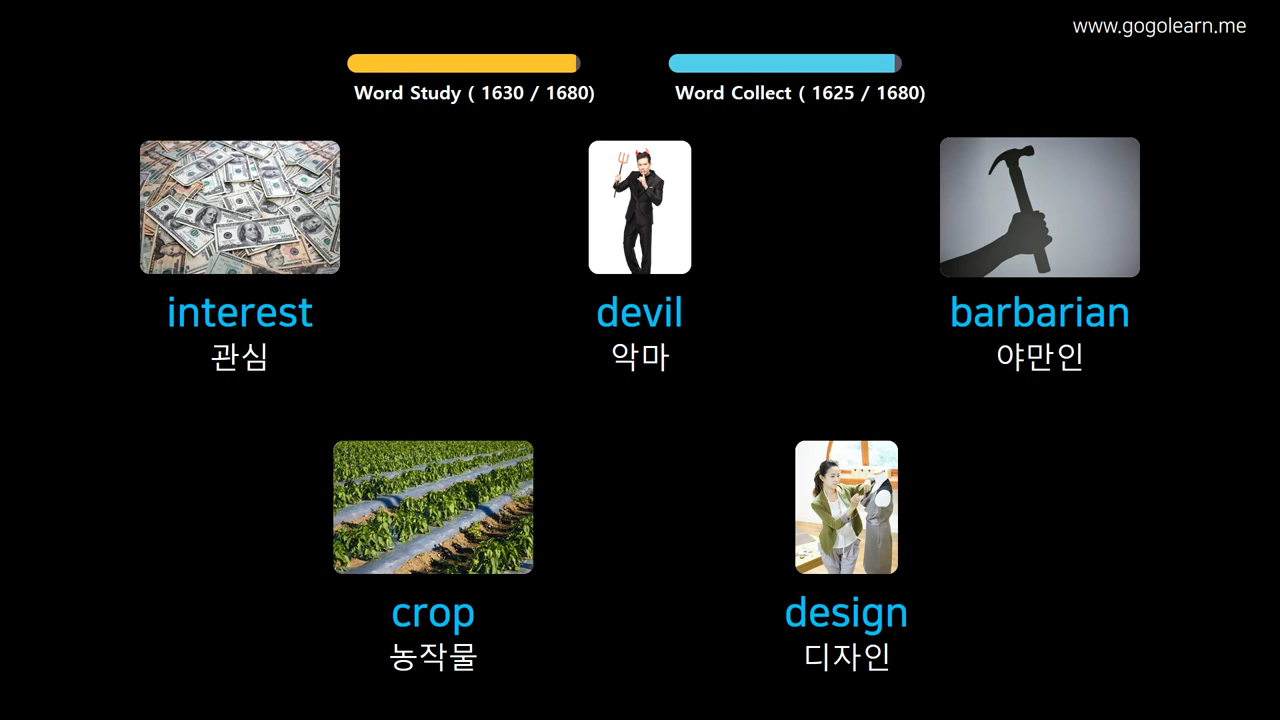 www.gogolearn.me
Word Study ( 1630 / 1680)
Word Collect ( 1625 / 1680)
interest
관심
devil
악마
barbarian
야만인
crop
농작물
design
디자인